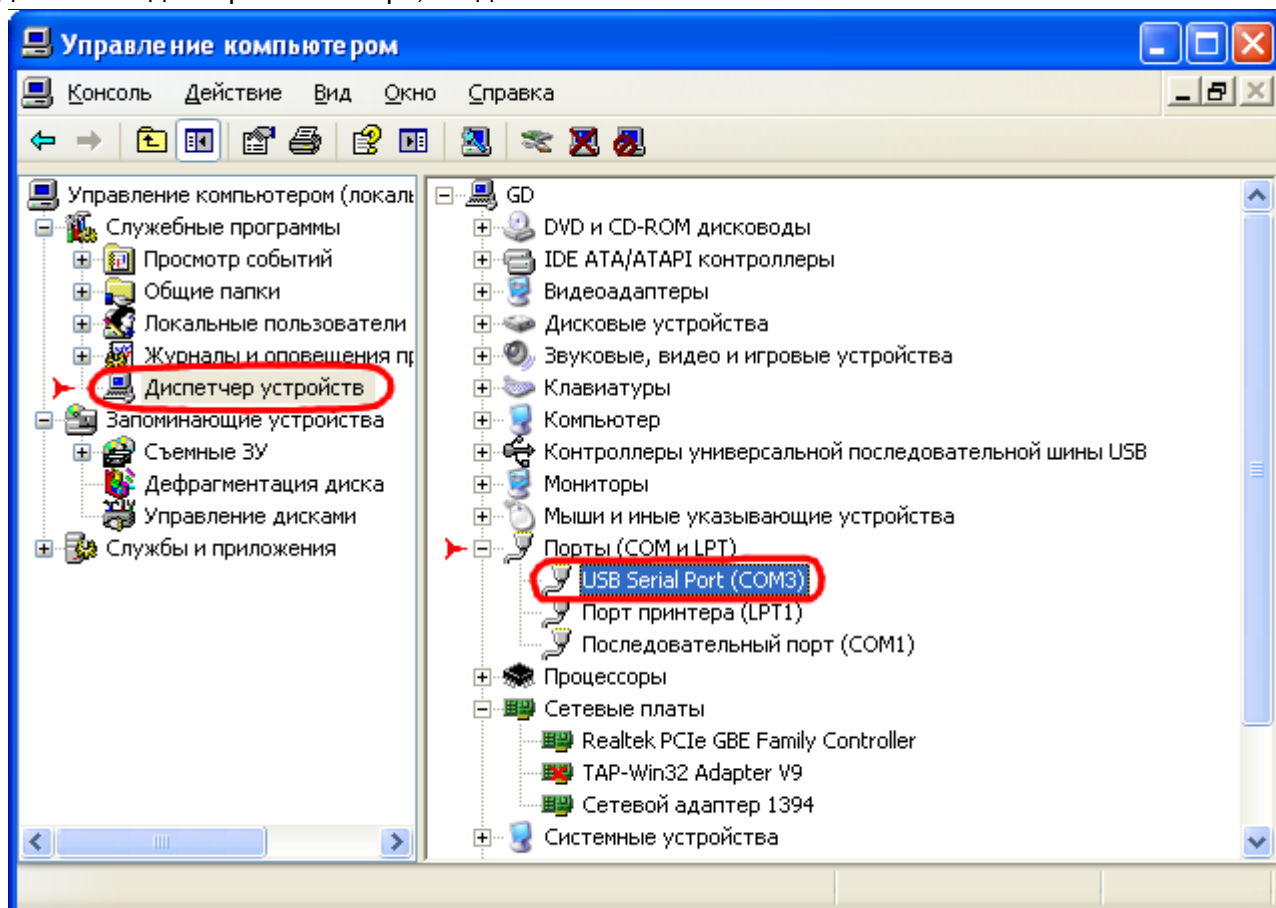 Управление компьютером
Консоль Действие Вид Окно Справка
Управление компьютером (локаль
Служебные программы
Просмотр событий
Общие папки
Локальные пользователи
Журналы и оповещения пр
Диспетчер устройств
Запоминающие устройства
Съемные ЗУ
Дефрагментация диска
Управление дисками
Службы и приложения
GD
DVD и CD-ROM дисководы
IDE ATA/ATAPI контроллеры
Видеоадаптеры
Дисковые устройства
Звуковые, видео и игровые устройства
Клавиатуры
Компьютер
Контроллеры универсальной последовательной шины USB
Мониторы
Мыши и иные указывающие устройства
Порты (COM и LPT)
USB Serial Port (COM3)
Порт принтера (LPT1)
Последовательный порт (COM1)
Процессоры
Сетевые платы
Realtek PCIe GBE Family Controller
TAP-Win32 Adapter V9
Сетевой адаптер 1394
Системные устройства